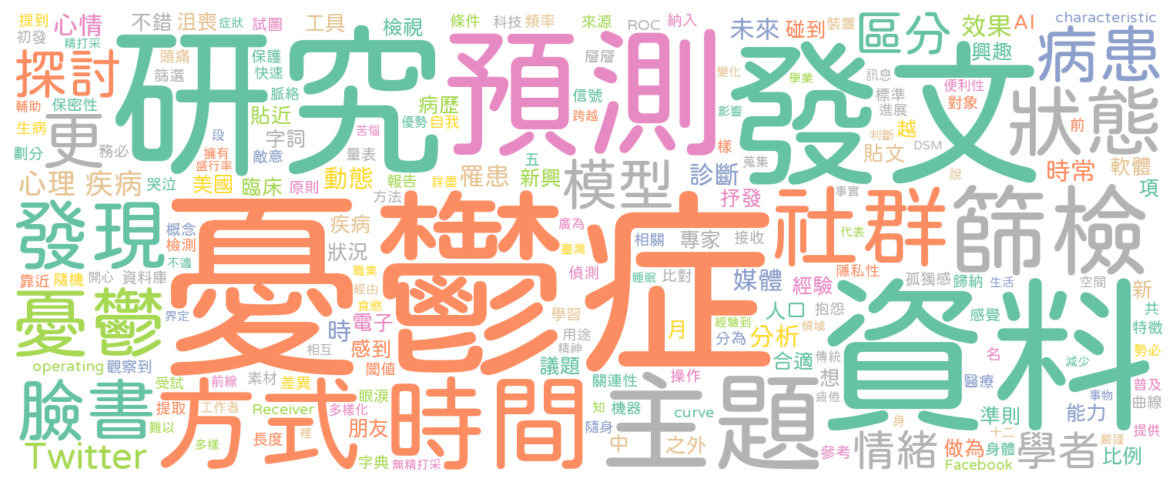 提到 心情 不錯 沮喪 症狀 試圖 工具 檢視 條件 科技 頻率 來源 ROC 納入 未來 碰到 裝置 區分 效果 AI characteristic
初發 精打采 頭痛 保護 層層 興趣 病患
探討 研究 預測 發文 狀態
篩選 快速 脈絡 病歷 信號 變化 學業 訊息 便利性
輔助 保密性 貼近 優勢 自我 跨越 影響 標準 對象
生病 更 務必 段 字詞 苦惱 樣 判斷 越 進展 前
劃分 擁有 敵意 量表 五 蒐集 貼文 DSM
盛行率 動態 報告 詳盡 新興 罹患 模型 診斷 說 時常 軟體
心理 疾病 哭泣 美國 臨床 原則 方法 抒發 事實 項
發現 憂鬱症 社群 篩檢
概念 疾病 廣為 相關 專家 接收 代表
檢測 狀況 臺灣
不適 職業 偵測 睡眠 比對 媒體 經驗 隱私性 孤獨感 歸納 生活 空間 新
靠近 隨機 開心 資料庫 經由 食慾 資料
憂鬱 界定 時 電子 學習 月 經驗到 人口 抱怨 領域 感覺 共
相互 感到 用途 分為 分析 特徵
operating 觀察到 閾值 精神 議題 合適 傳統 名 減少 勢必
臉書 受試 前線 素材 差異 關連性 操作 想 醫療 普及
方式 時間 主題 疲倦 事物 曲線
提取 工作者 Receiver 多樣化 眼淚 知 機器 curve 準則 能力 提供
難以 長度 裡 朋友 隨身 身 十二 嚴謹
Twitter 多樣 字典 無精打采 中 之外 參考 情緒 做為 身體 學者 比例
Facebook